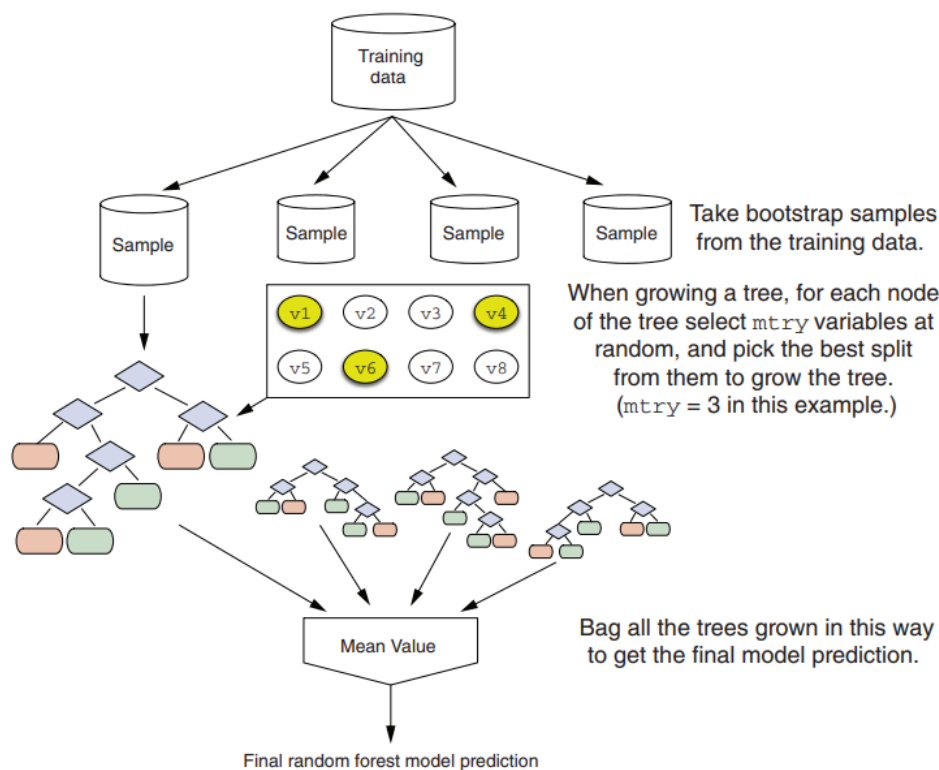 Training
data
Sample
Sample
Sample
Sample
Take bootstrap samples
from the training data.
v1 v2 v3 v4
v5 v6 v7 v8
When growing a tree, for each node
of the tree select mtry variables at
random, and pick the best split
from them to grow the tree.
(mtry = 3 in this example.)
Mean Value
Bag all the trees grown in this way
to get the final model prediction.
Final random forest model prediction